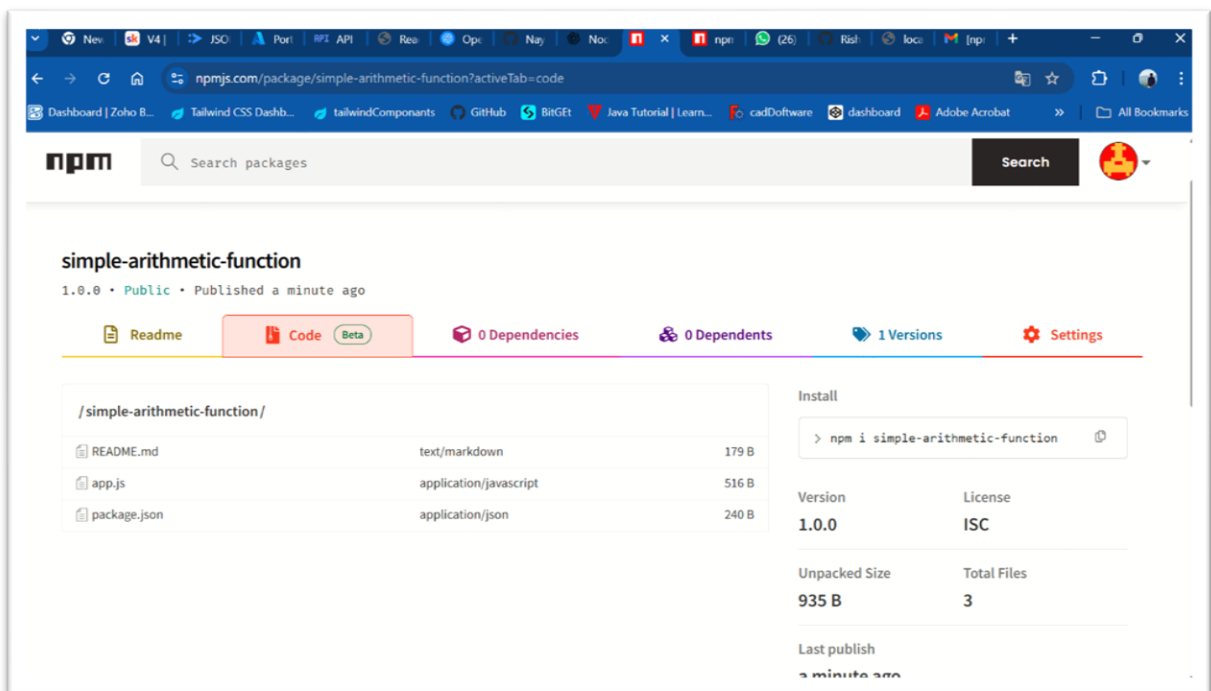 New V4 | JSO Port RPI API Rea Ope Nay Noc npm (26) Rish loca [npr
npmjs.com/package/simple-arithmetic-function?activeTab=code
Dashboard | Zoho B... Tailwind CSS Dashb... tailwindComponants GitHub BitGEt Java Tutorial | Learn... cadDoftware dashboard Adobe Acrobat » All Bookmarks
npm Search packages Search
simple-arithmetic-function
1.0.0 • Public • Published a minute ago
Readme Code Beta 0 Dependencies 0 Dependents 1 Versions Settings
/simple-arithmetic-function/
README.md text/markdown 179 B
app.js application/javascript 516 B
package.json application/json 240 B
Install
> npm i simple-arithmetic-function
Version License
1.0.0 ISC
Unpacked Size Total Files
935 B 3
Last publish
a minute ago